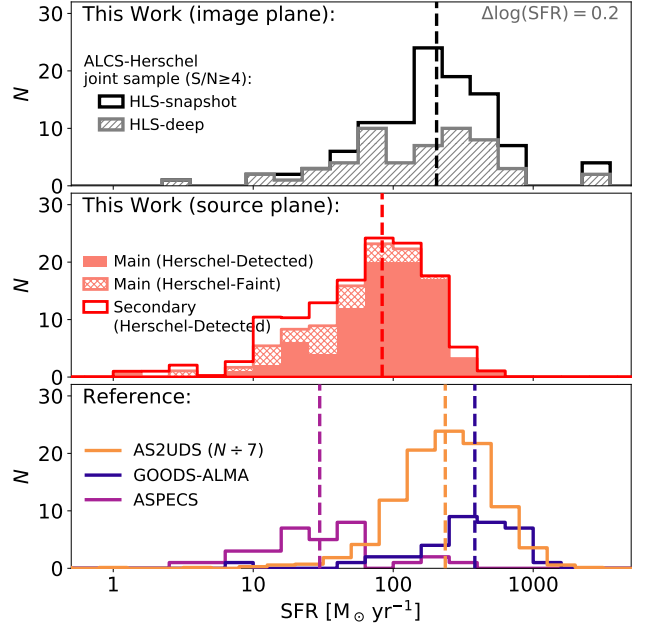 This Work (image plane):
Δlog(SFR) = 0.2
ALCS-Herschel
joint sample (S/N≥4):
HLS-snapshot
HLS-deep
N
30
20
10
0
This Work (source plane):
Main (Herschel-Detected)
Main (Herschel-Faint)
Secondary
(Herschel-Detected)
N
30
20
10
0
Reference:
AS2UDS (N ÷ 7)
GOODS-ALMA
ASPECS
N
30
20
10
0
1 10 100 1000
SFR [M⊙ yr⁻¹]